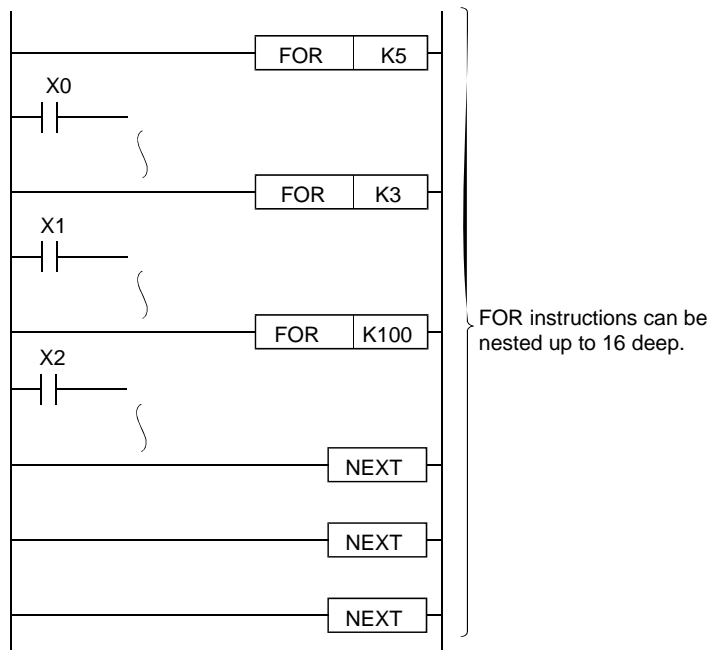 FOR K5
X0
FOR K3
X1
FOR instructions can be
nested up to 16 deep.
FOR K100
X2
NEXT
NEXT
NEXT